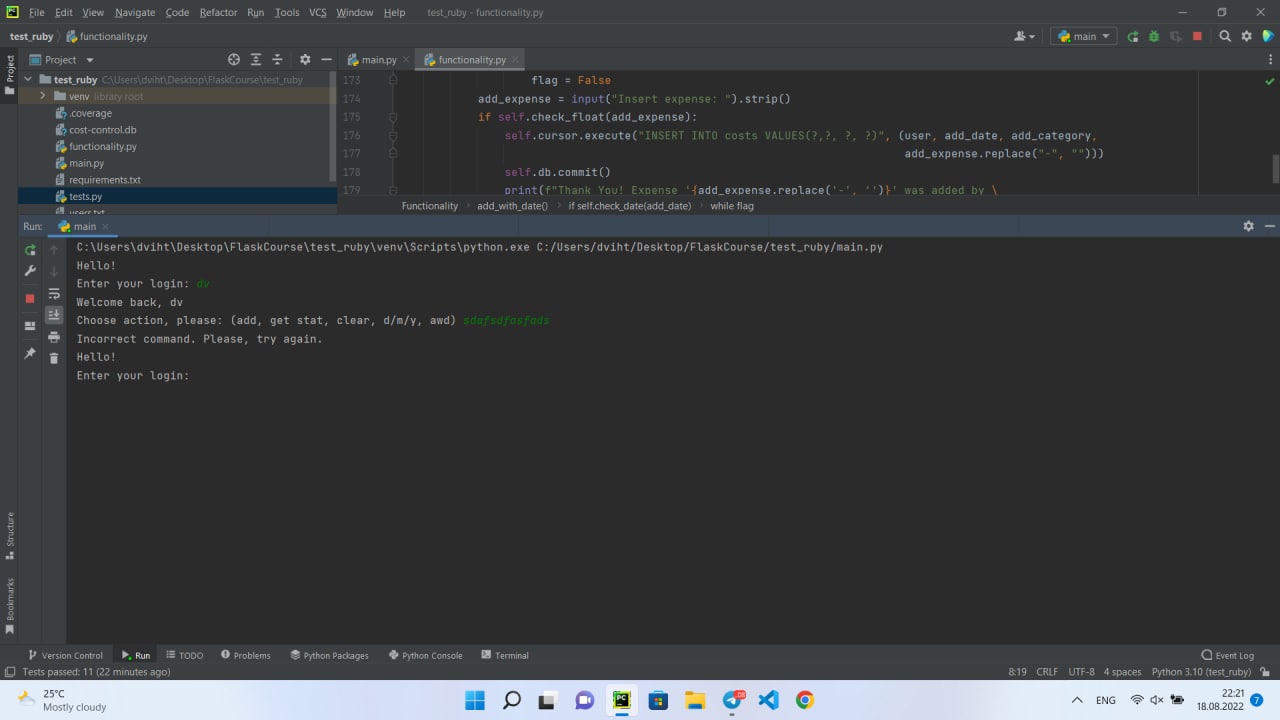 File Edit View Navigate Code Refactor Run Tools VCS Window Help test_ruby - functionality.py
test_ruby functionality.py main
Project main.py functionality.py
Project
test_ruby C:\Users\dviht\Desktop\FlaskCourse\test_ruby
venv library root
.coverage
cost-control.db
functionality.py
main.py
requirements.txt
tests.py
users.txt
173 flag = False
174 add_expense = input("Insert expense: ").strip()
175 if self.check_float(add_expense):
176 self.cursor.execute("INSERT INTO costs VALUES(?,?, ?, ?)", (user, add_date, add_category,
177 add_expense.replace("-", "")))
178 self.db.commit()
179 print(f"Thank You! Expense '{add_expense.replace('-', '')}' was added by \
Functionality add_with_date() if self.check_date(add_date) while flag
Run: main
C:\Users\dviht\Desktop\FlaskCourse\test_ruby\venv\Scripts\python.exe C:/Users/dviht/Desktop/FlaskCourse/test_ruby/main.py
Hello!
Enter your login: dv
Welcome back, dv
Choose action, please: (add, get stat, clear, d/m/y, awd) sdafsdfasfads
Incorrect command. Please, try again.
Hello!
Enter your login:
Structure
Bookmarks
Version Control Run TODO Problems Python Packages Python Console Terminal Event Log
Tests passed: 11 (22 minutes ago) 8:19 CRLF UTF-8 4 spaces Python 3.10 (test_ruby)
25°C
Mostly cloudy
ENG
22:21
18.08.2022
7